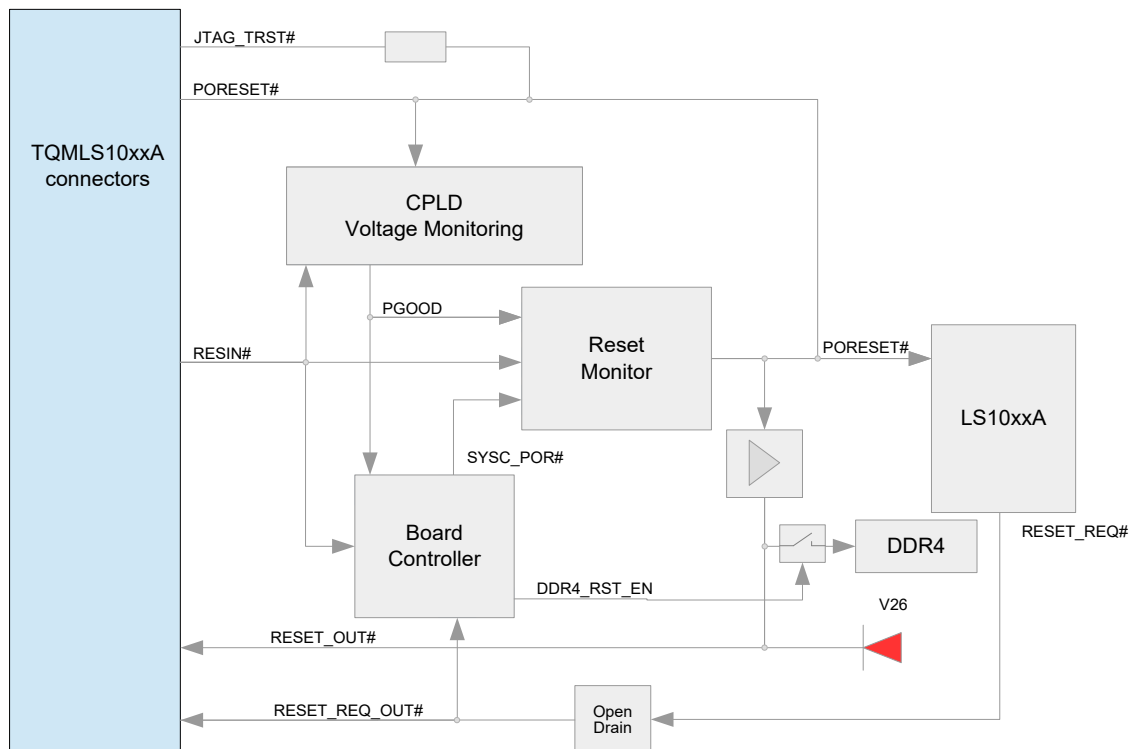 JTAG_TRST#
PORESET#
TQMLS10xxA
connectors
CPLD
Voltage Monitoring
PGOOD
RESIN#
Reset
Monitor
PORESET#
LS10xxA
SYSC_POR#
Board
Controller
RESET_REQ#
DDR4
DDR4_RST_EN
V26
RESET_OUT#
RESET_REQ_OUT#
Open
Drain